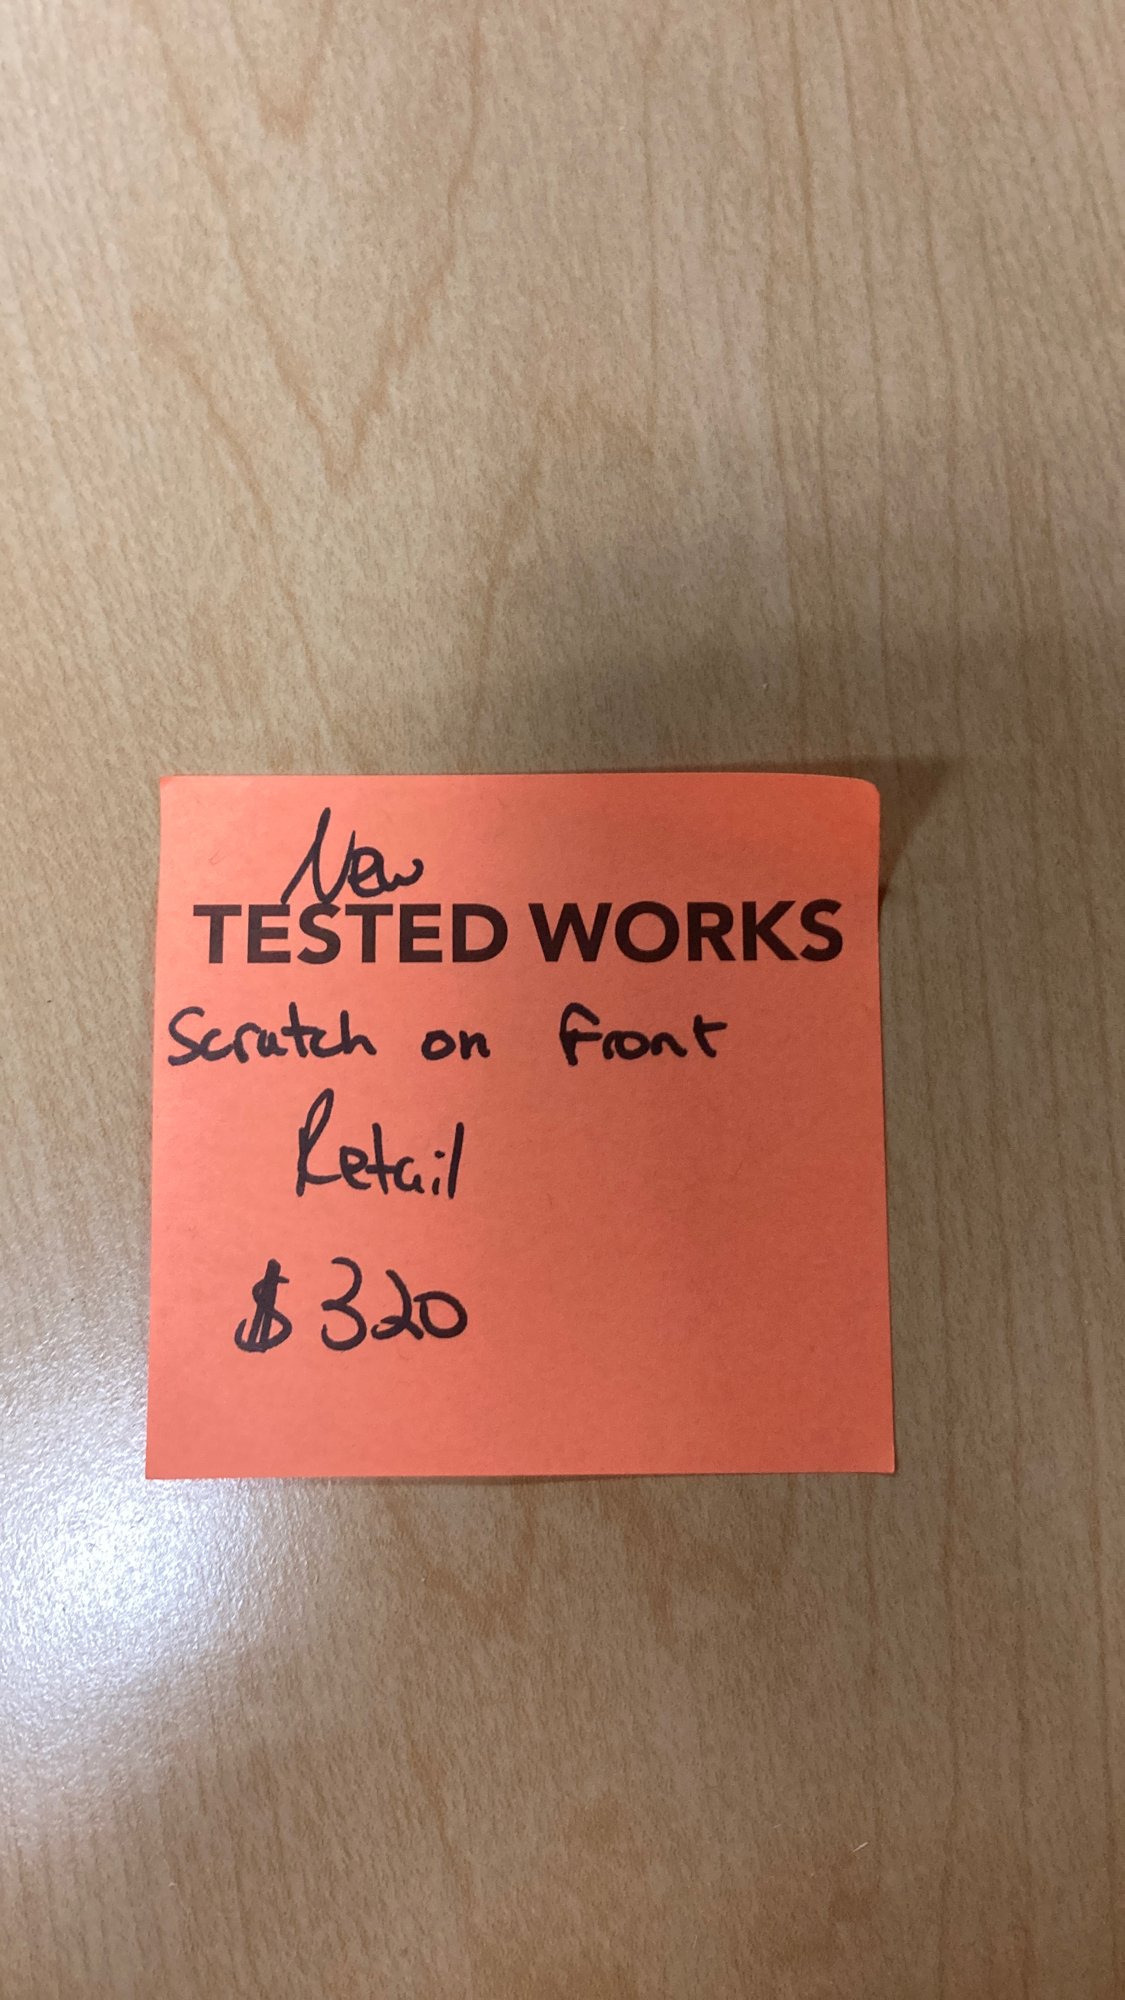 New
TESTED WORKS
Scratch on Front
Retail
$320